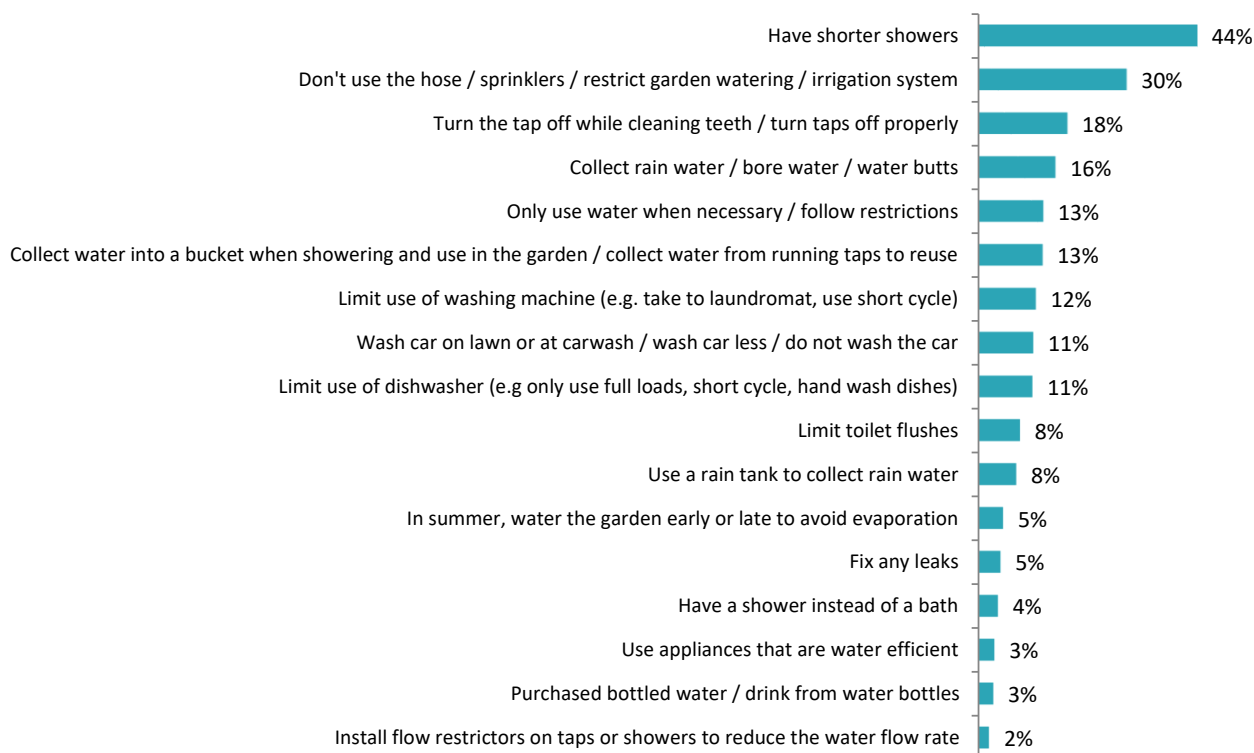 Have shorter showers 44%
Don't use the hose / sprinklers / restrict garden watering / irrigation system 30%
Turn the tap off while cleaning teeth / turn taps off properly 18%
Collect rain water / bore water / water butts 16%
Only use water when necessary / follow restrictions 13%
Collect water into a bucket when showering and use in the garden / collect water from running taps to reuse 13%
Limit use of washing machine (e.g. take to laundromat, use short cycle) 12%
Wash car on lawn or at carwash / wash car less / do not wash the car 11%
Limit use of dishwasher (e.g only use full loads, short cycle, hand wash dishes) 11%
Limit toilet flushes 8%
Use a rain tank to collect rain water 8%
In summer, water the garden early or late to avoid evaporation 5%
Fix any leaks 5%
Have a shower instead of a bath 4%
Use appliances that are water efficient 3%
Purchased bottled water / drink from water bottles 3%
Install flow restrictors on taps or showers to reduce the water flow rate 2%